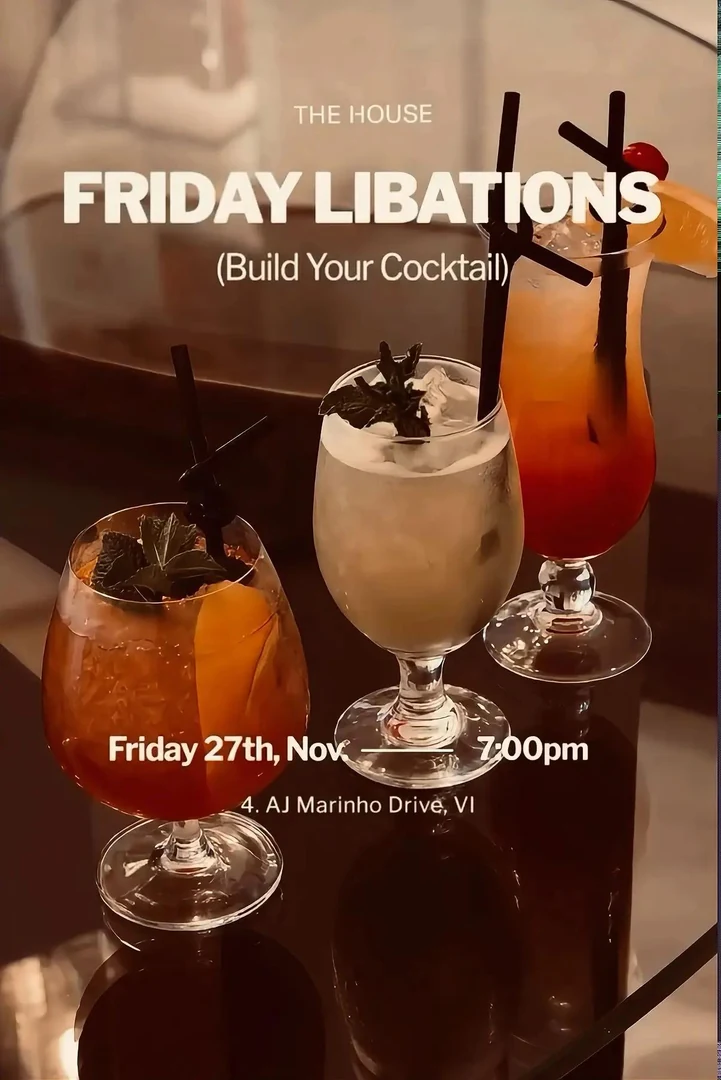 THE HOUSE
FRIDAY LIBATIONS
(Build Your Cocktail)
Friday 27th, Nov. —— 7:00pm
4. AJ Marinho Drive, VI